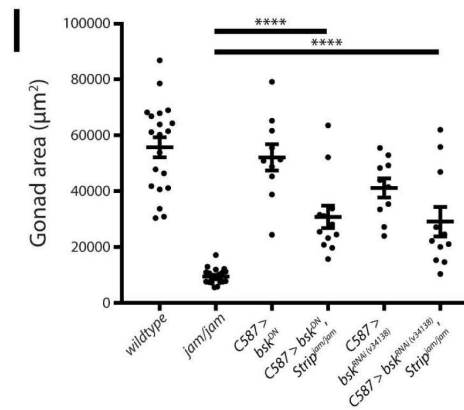 I
****
****
Gonad area (µm²)
100000
80000
60000
40000
20000
0
wildtype
jam/jam
C587>
bskᴰᴺ
C587> bskᴰᴺ,
Stripʲᵃᵐ/ʲᵃᵐ
C587>
bskᴿᴺᴬⁱ ⁽ᵛ³⁴¹³⁸⁾
C587> bskᴿᴺᴬⁱ ⁽ᵛ³⁴¹³⁸⁾,
Stripʲᵃᵐ/ʲᵃᵐ